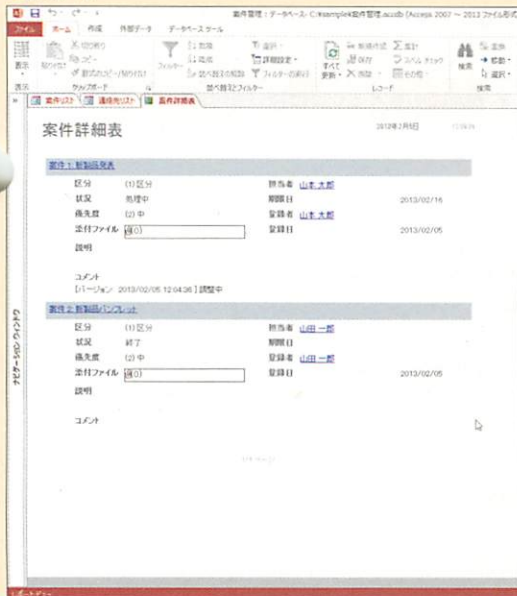 案件管理 : データベース- C:¥sample¥案件管理.accdb (Access 2007 ～ 2013 ファイル形式
ファイル ホーム 作成 外部データ データベース ツール
表示
貼り付け
切り取り
コピー
書式のコピー/貼り付け
フィルター
昇順
降順
並べ替えの解除
選択
詳細設定
フィルターの実行
すべて
更新
新規作成
保存
削除
集計
スペル チェック
その他
検索
置換
移動
選択
表示 クリップボード 並べ替えとフィルター レコード 検索
案件リスト 連絡先リスト 案件詳細表
案件詳細表
ナビゲーション ウィンドウ
案件 1: 新製品発表
区分 (1) 区分 担当者 山本 太郎
状況 処理中 期限日 2013/02/16
優先度 (2) 中 登録者 山本 太郎
添付ファイル (0) 登録日 2013/02/05
説明
コメント
[バージョン: 2013/02/05 12:04:36 ] 調整中
案件 2: 新製品パンフレット
区分 (1) 区分 担当者 山田 一郎
状況 終了 期限日
優先度 (2) 中 登録者 山田 一郎
添付ファイル (0) 登録日 2013/02/05
説明
コメント
レポート ビュー